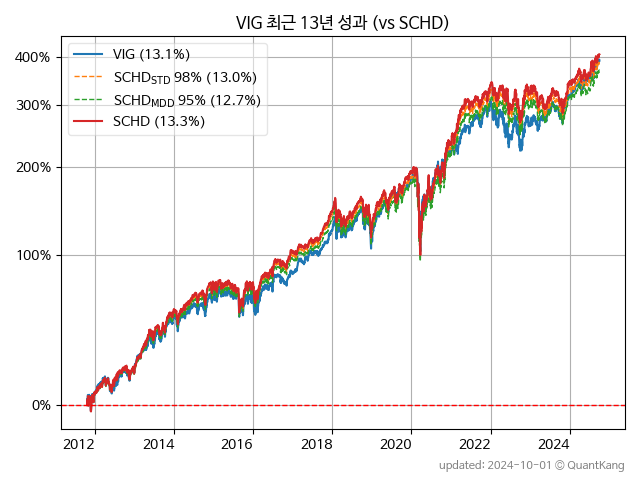 VIG 최근 13년 성과 (vs SCHD)
400%
300%
200%
100%
0%
VIG (13.1%)
SCHD_STD 98% (13.0%)
SCHD_MDD 95% (12.7%)
SCHD (13.3%)
2012 2014 2016 2018 2020 2022 2024
updated: 2024-10-01 © QuantKang